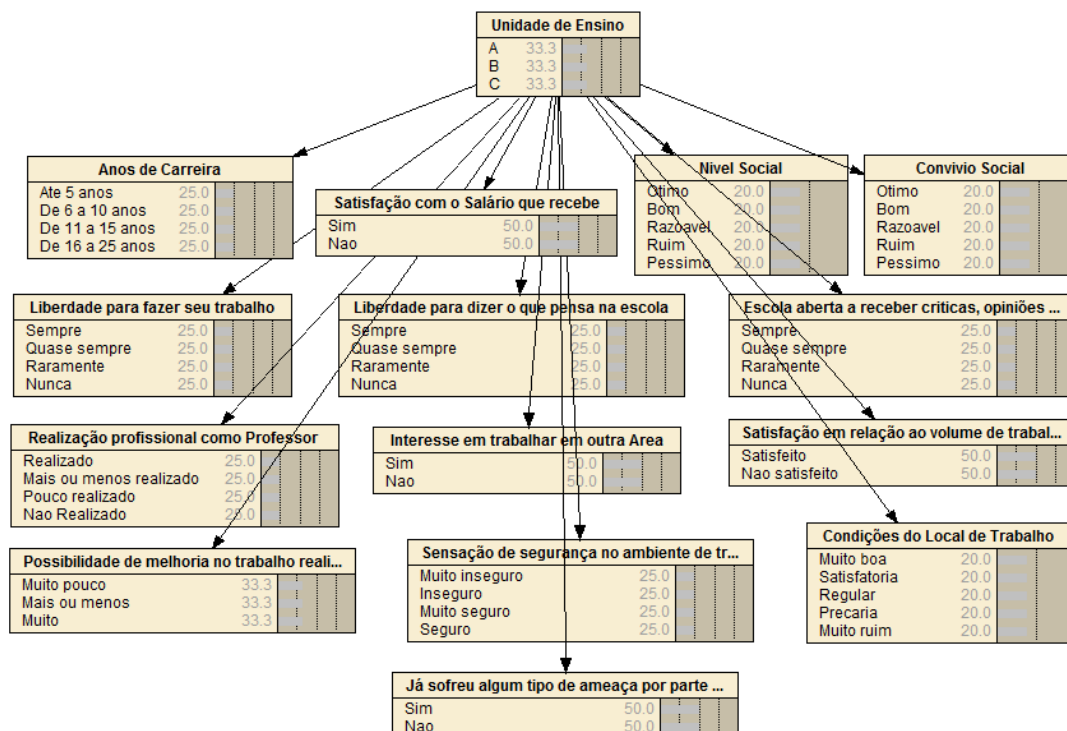 Unidade de Ensino
A 33.3
B 33.3
C 33.3
Anos de Carreira
Ate 5 anos 25.0
De 6 a 10 anos 25.0
De 11 a 15 anos 25.0
De 16 a 25 anos 25.0
Satisfação com o Salário que recebe
Sim 50.0
Nao 50.0
Nivel Social
Otimo 20.0
Bom 20.0
Razoavel 20.0
Ruim 20.0
Pessimo 20.0
Convivio Social
Otimo 20.0
Bom 20.0
Razoavel 20.0
Ruim 20.0
Pessimo 20.0
Liberdade para fazer seu trabalho
Sempre 25.0
Quase sempre 25.0
Raramente 25.0
Nunca 25.0
Liberdade para dizer o que pensa na escola
Sempre 25.0
Quase sempre 25.0
Raramente 25.0
Nunca 25.0
Escola aberta a receber criticas, opiniões ...
Sempre 25.0
Quase sempre 25.0
Raramente 25.0
Nunca 25.0
Realização profissional como Professor
Realizado 25.0
Mais ou menos realizado 25.0
Pouco realizado 25.0
Nao Realizado 25.0
Interesse em trabalhar em outra Area
Sim 50.0
Nao 50.0
Satisfação em relação ao volume de trabal...
Satisfeito 50.0
Nao satisfeito 50.0
Possibilidade de melhoria no trabalho reali...
Muito pouco 33.3
Mais ou menos 33.3
Muito 33.3
Sensação de segurança no ambiente de tr...
Muito inseguro 25.0
Inseguro 25.0
Muito seguro 25.0
Seguro 25.0
Condições do Local de Trabalho
Muito boa 20.0
Satisfatoria 20.0
Regular 20.0
Precaria 20.0
Muito ruim 20.0
Já sofreu algum tipo de ameaça por parte ...
Sim 50.0
Nao 50.0